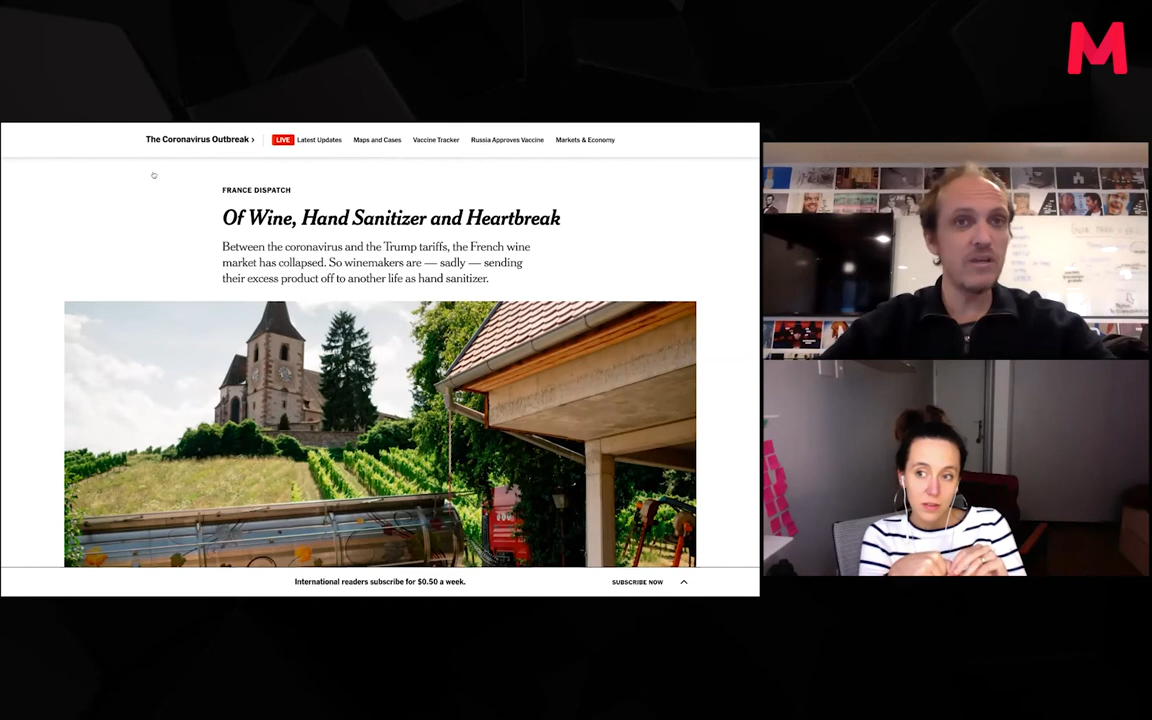 M
The Coronavirus Outbreak ›
LIVE Latest Updates
Maps and Cases
Vaccine Tracker
Russia Approves Vaccine
Markets & Economy
FRANCE DISPATCH
Of Wine, Hand Sanitizer and Heartbreak
Between the coronavirus and the Trump tariffs, the French wine
market has collapsed. So winemakers are — sadly — sending
their excess product off to another life as hand sanitizer.
International readers subscribe for $0.50 a week.
SUBSCRIBE NOW